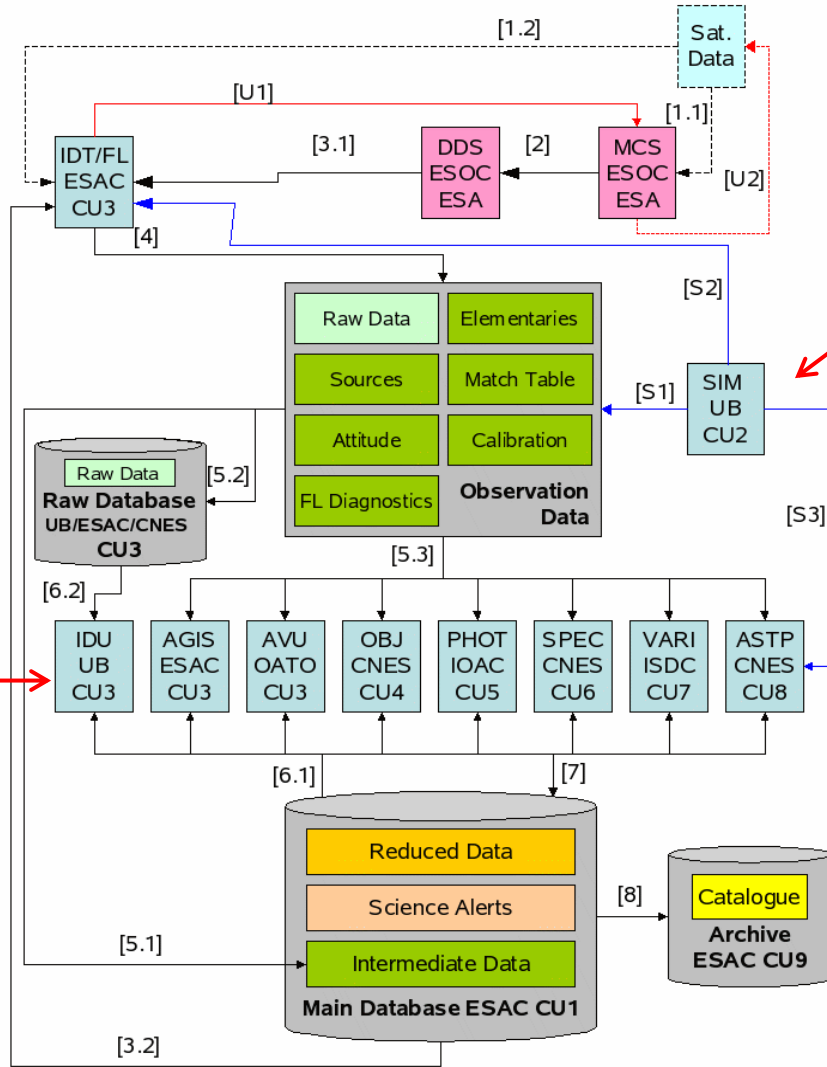 [1.2]
Sat.
Data
[U1]
[1.1]
IDT/FL
ESAC
CU3
[3.1]
DDS
ESOC
ESA
[2]
MCS
ESOC
ESA
[U2]
[4]
[S2]
Raw Data
Elementaries
Sources
Match Table
Attitude
Calibration
FL Diagnostics
Observation
Data
[S1]
SIM
UB
CU2
[S3]
[5.2]
Raw Data
Raw Database
UB/ESAC/CNES
CU3
[5.3]
[6.2]
IDU
UB
CU3
AGIS
ESAC
CU3
AVU
OATO
CU3
OBJ
CNES
CU4
PHOT
IOAC
CU5
SPEC
CNES
CU6
VARI
ISDC
CU7
ASTP
CNES
CU8
[6.1]
[7]
Reduced Data
Science Alerts
Intermediate Data
Main Database ESAC CU1
[8]
Catalogue
Archive
ESAC CU9
[5.1]
[3.2]